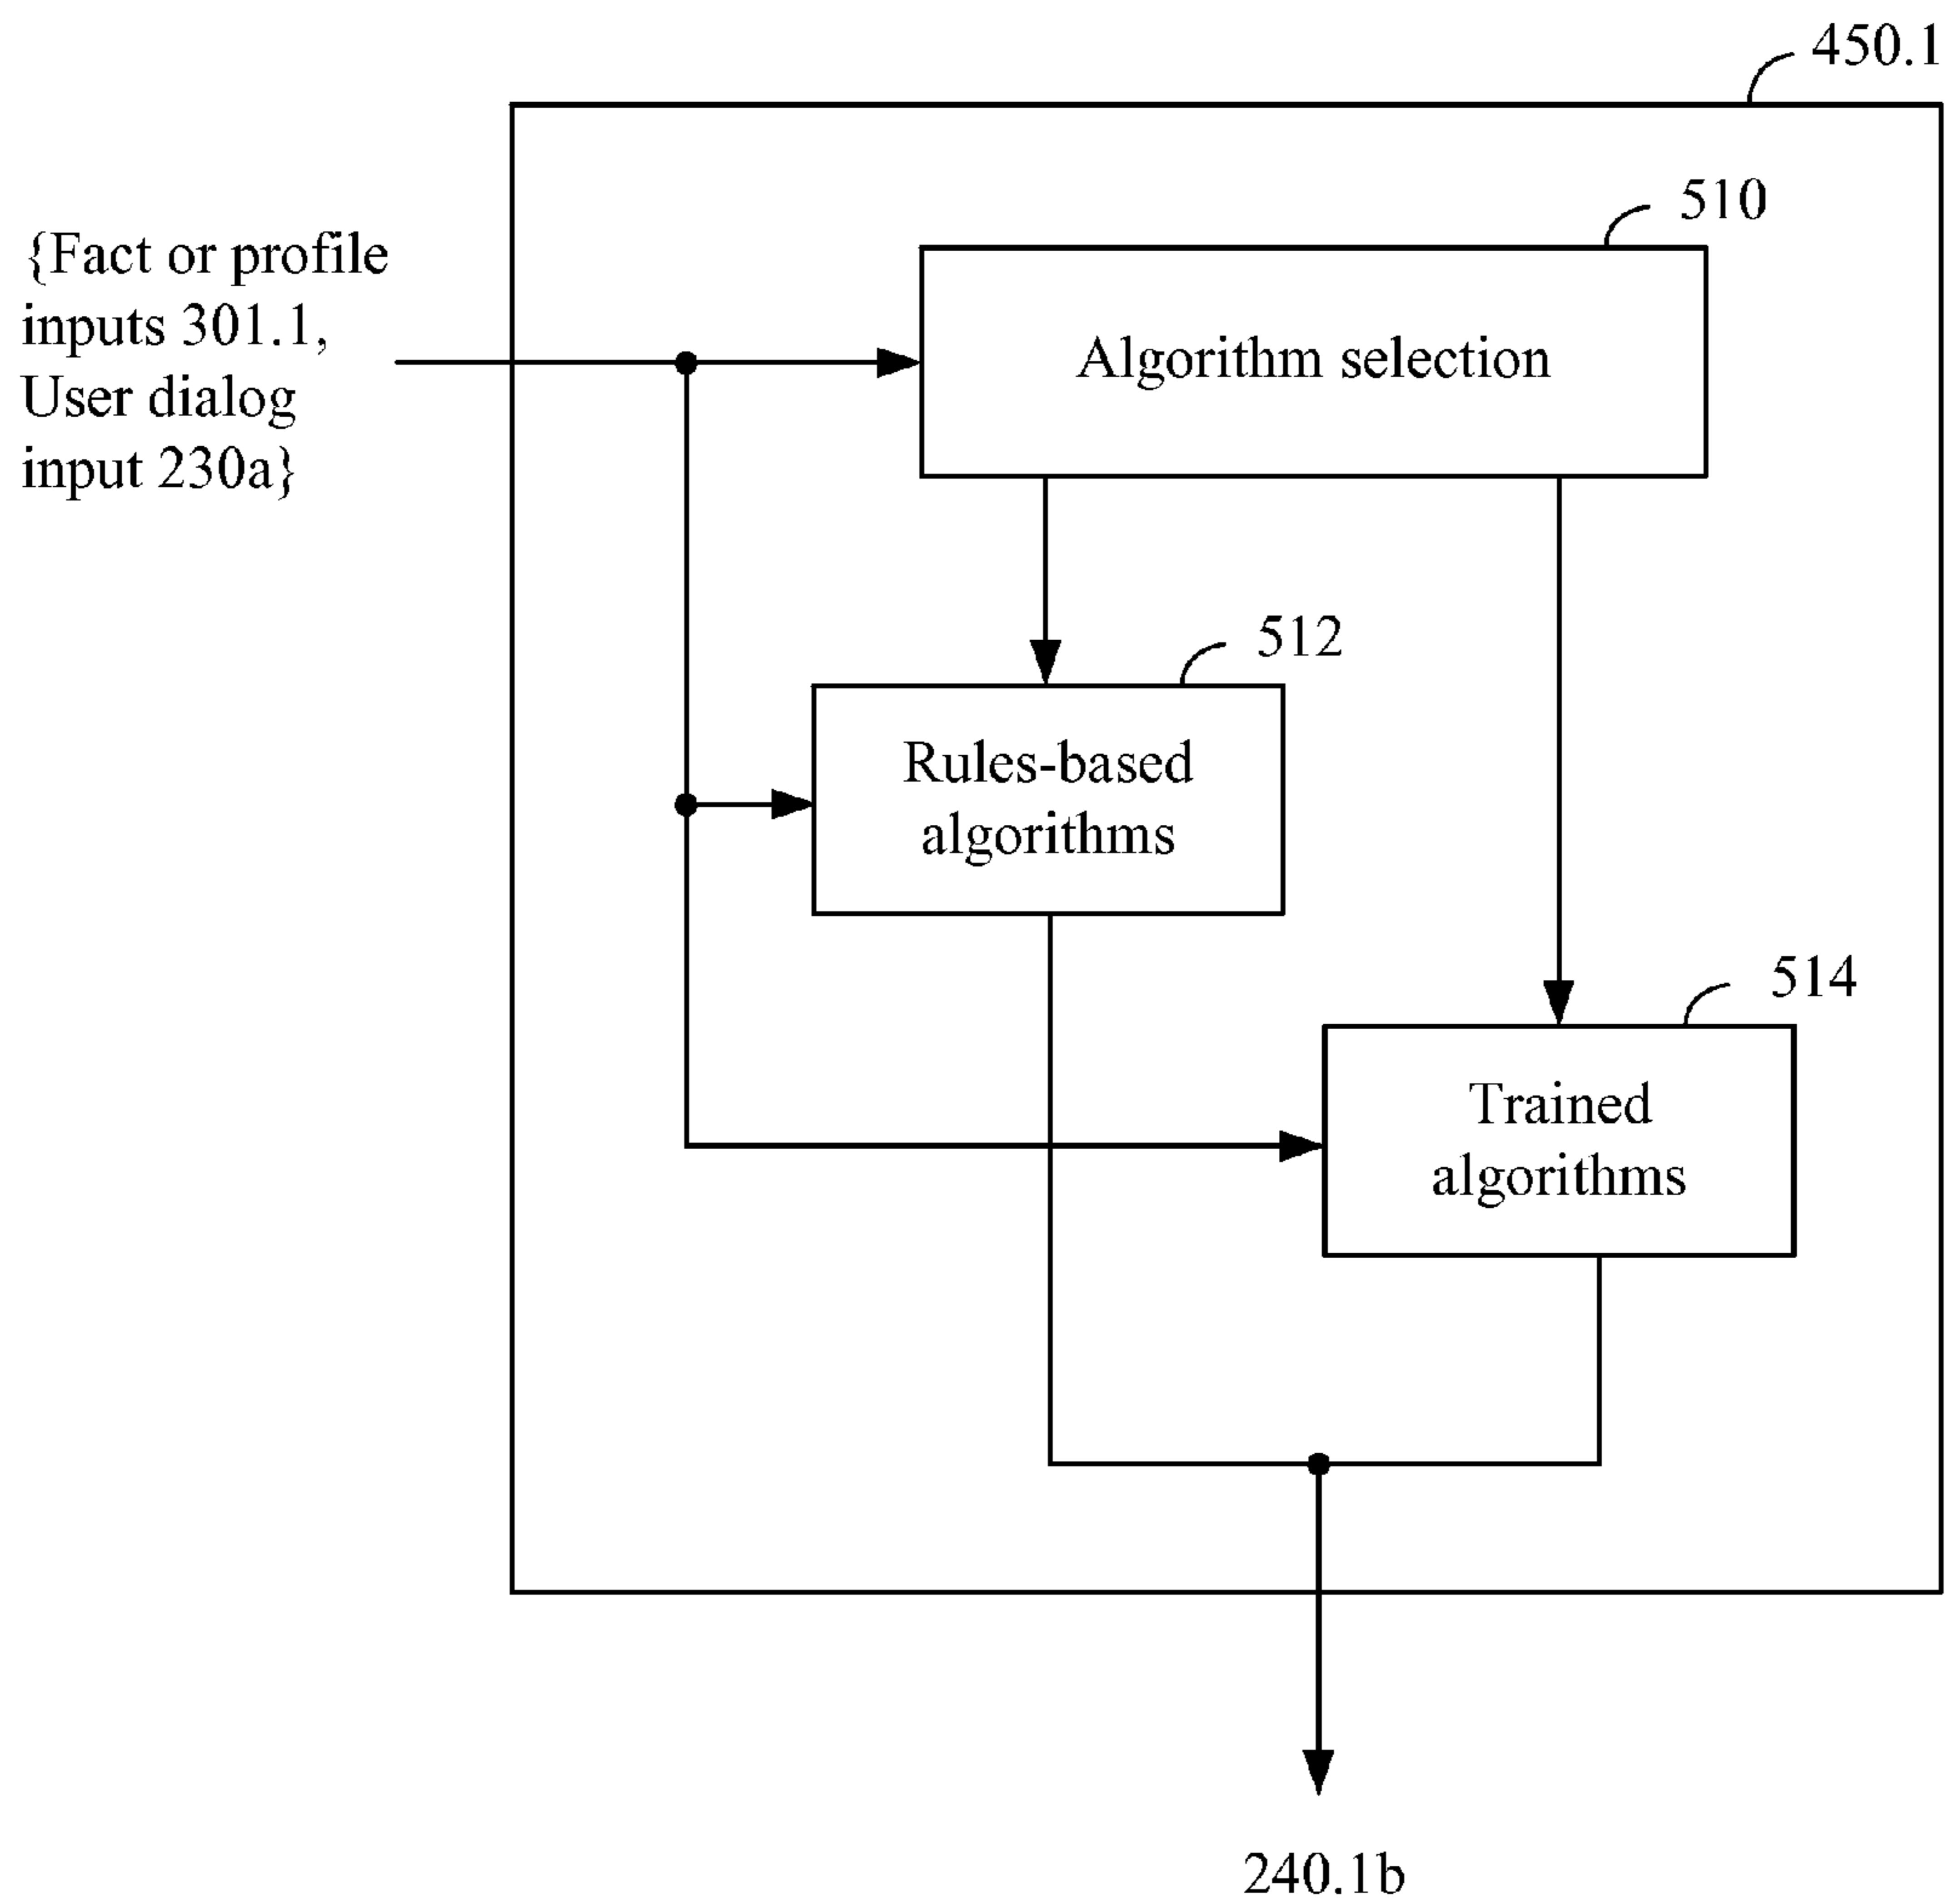 450.1
510
{Fact or profile
inputs 301.1,
User dialog
input 230a}
Algorithm selection
512
Rules-based
algorithms
514
Trained
algorithms
240.1b